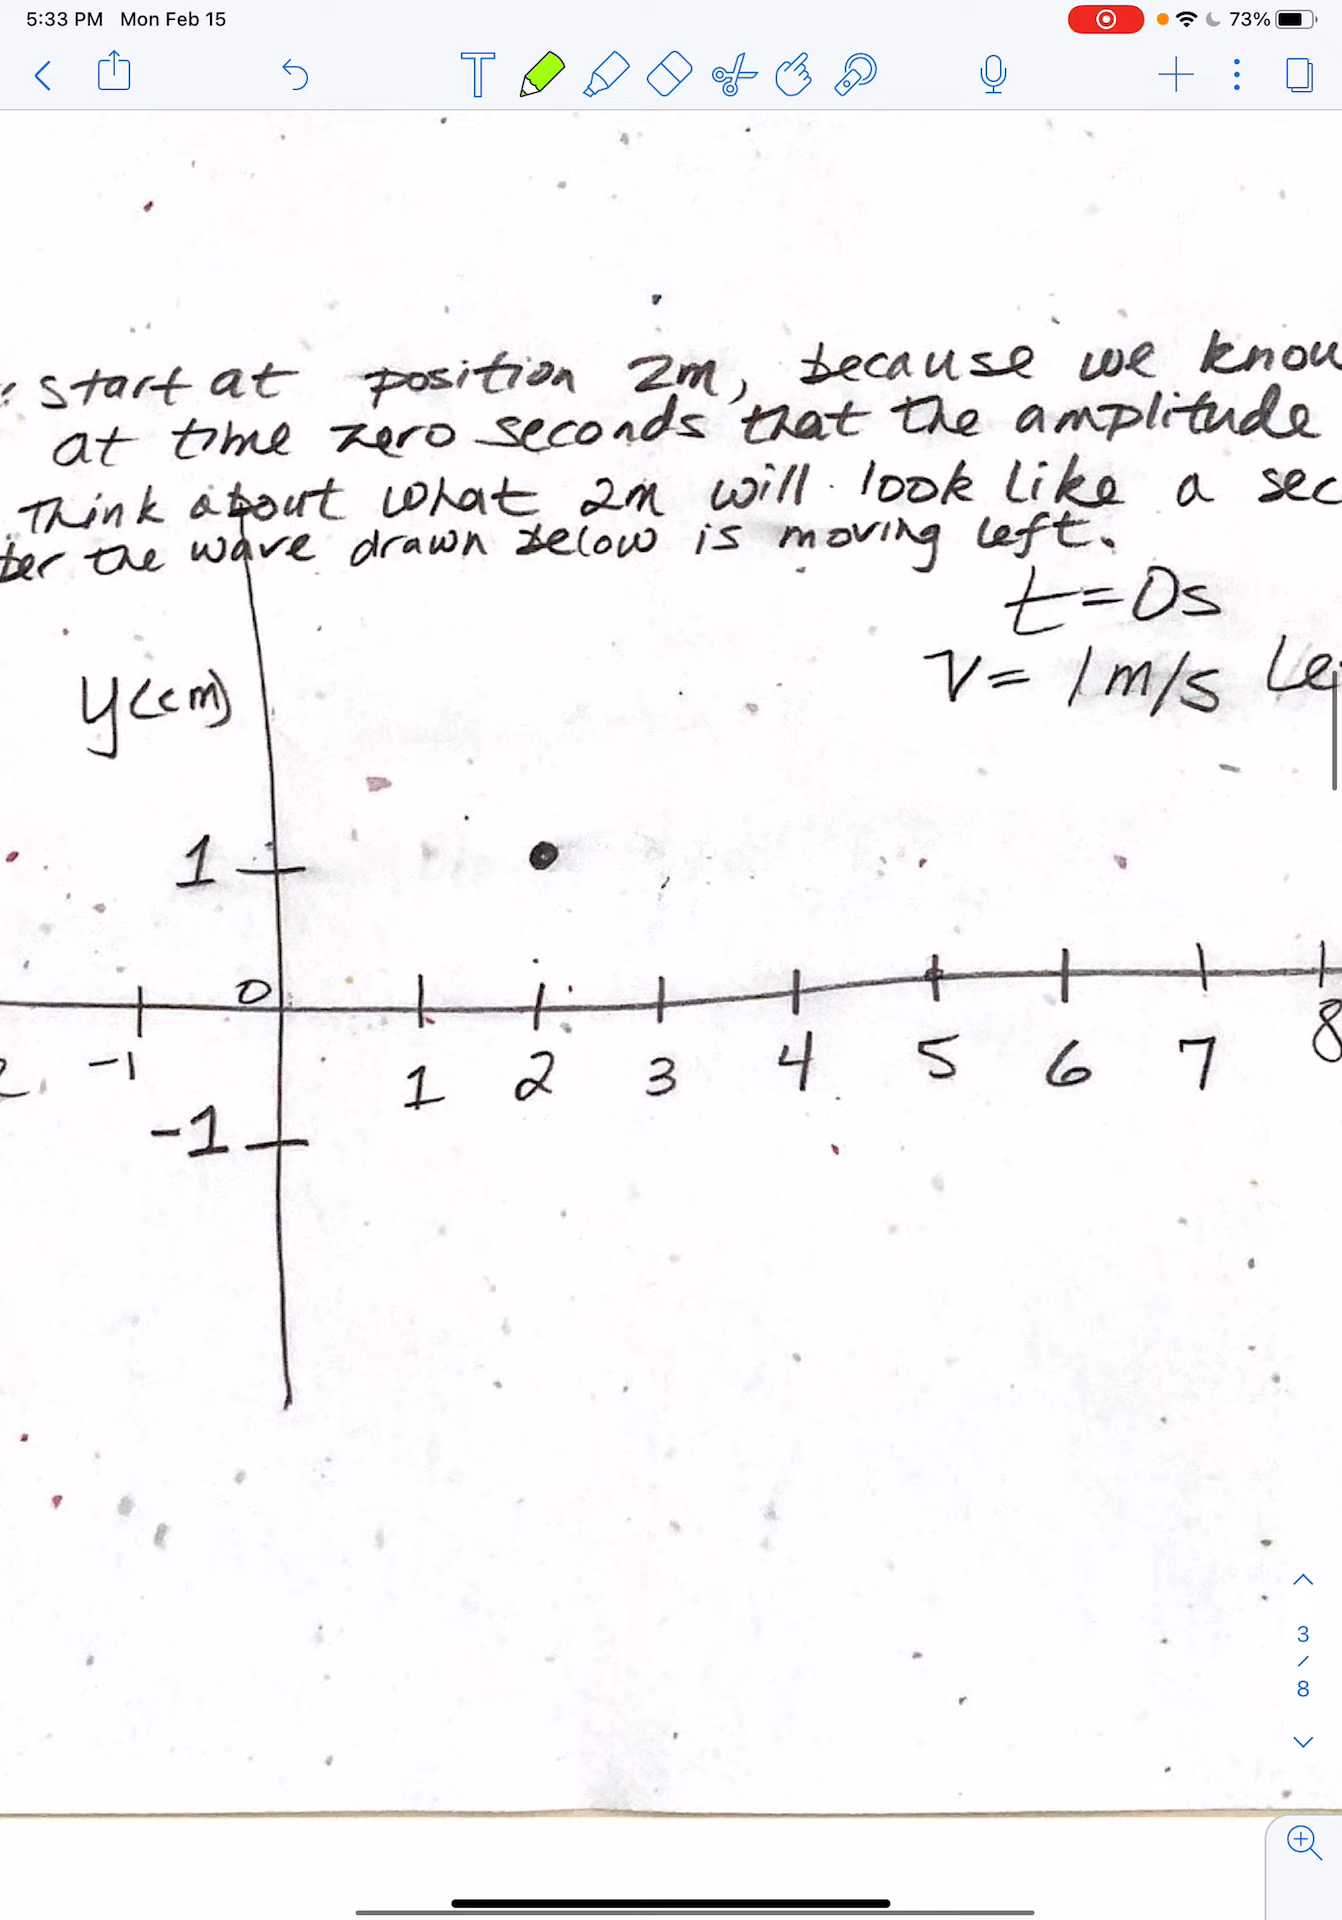 5:33 PM Mon Feb 15
73%
start at position 2m, because we know
at time zero seconds that the amplitude
Think about what 2m will look like a sec
ber the wave drawn below is moving left.
t=0s
V= 1m/s Le
y(cm)
1
0
-1 1 2 3 4 5 6 7 8
-1
3
/
8